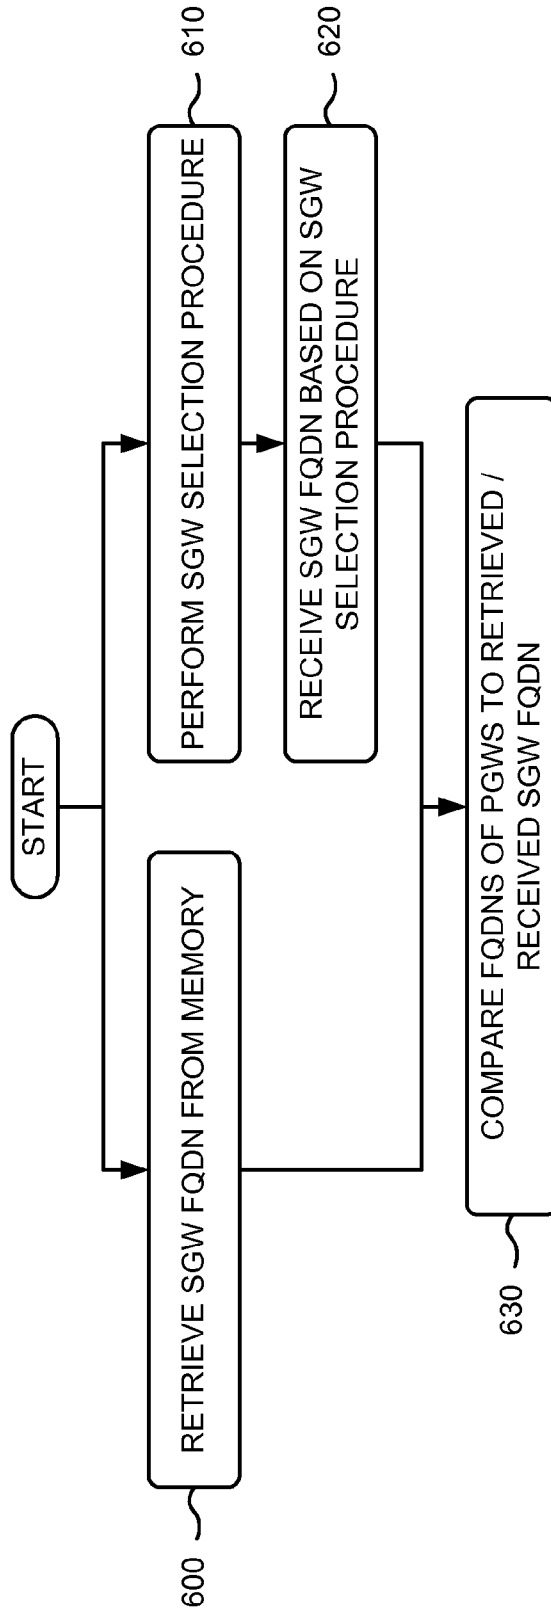 START
600
RETRIEVE SGW FQDN FROM MEMORY
PERFORM SGW SELECTION PROCEDURE
610
RECEIVE SGW FQDN BASED ON SGW
SELECTION PROCEDURE
620
630
COMPARE FQDNS OF PGWS TO RETRIEVED /
RECEIVED SGW FQDN